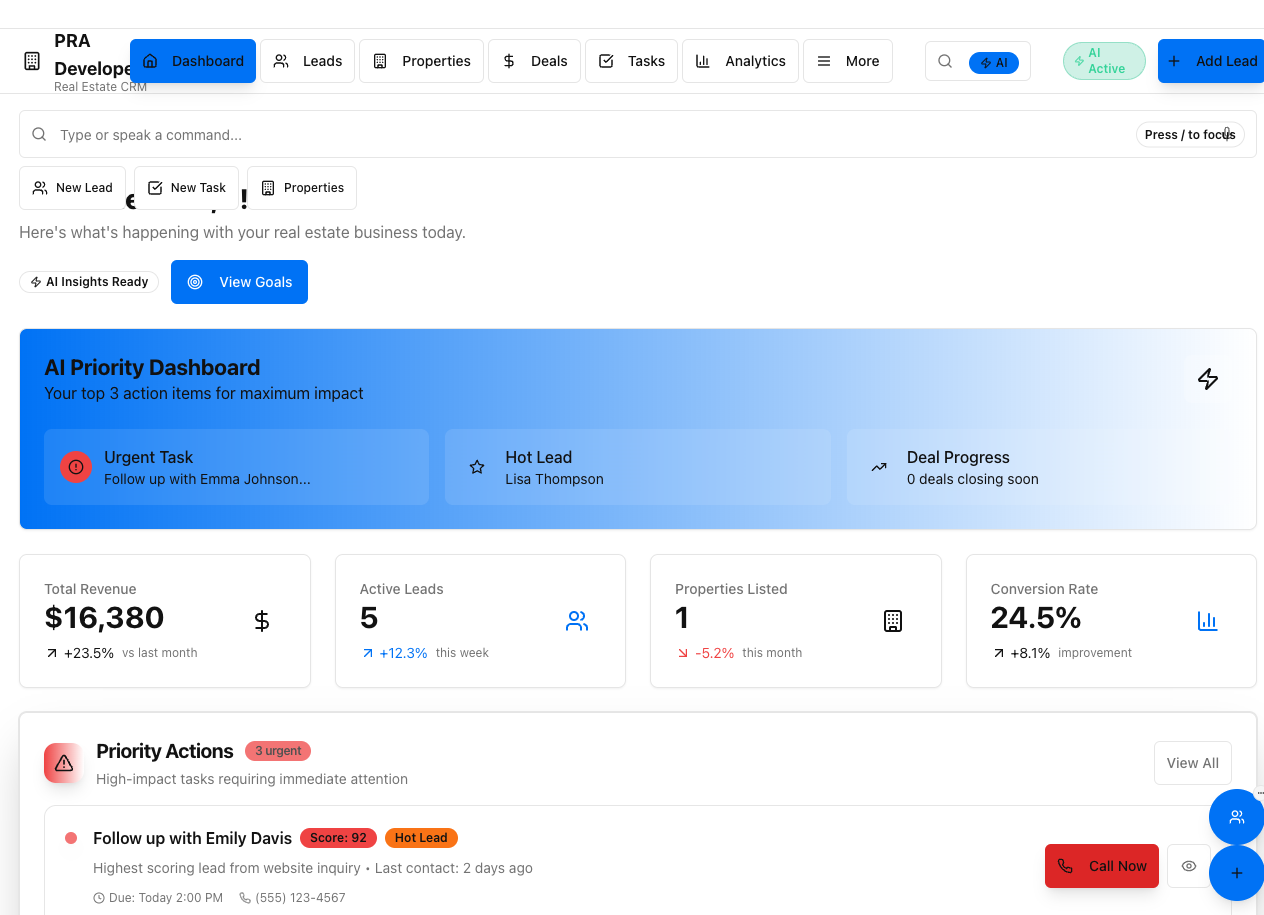 PRA
Develope
Real Estate CRM
Dashboard
Leads
Properties
Deals
Tasks
Analytics
More
AI
AI
Active
Add Lead
Type or speak a command...
Press / to focus
New Lead
New Task
Properties
Here's what's happening with your real estate business today.
AI Insights Ready
View Goals
AI Priority Dashboard
Your top 3 action items for maximum impact
Urgent Task
Follow up with Emma Johnson...
Hot Lead
Lisa Thompson
Deal Progress
0 deals closing soon
Total Revenue
$16,380
+23.5% vs last month
Active Leads
5
+12.3% this week
Properties Listed
1
-5.2% this month
Conversion Rate
24.5%
+8.1% improvement
Priority Actions 3 urgent
High-impact tasks requiring immediate attention
View All
Follow up with Emily Davis Score: 92 Hot Lead
Highest scoring lead from website inquiry • Last contact: 2 days ago
Due: Today 2:00 PM (555) 123-4567
Call Now